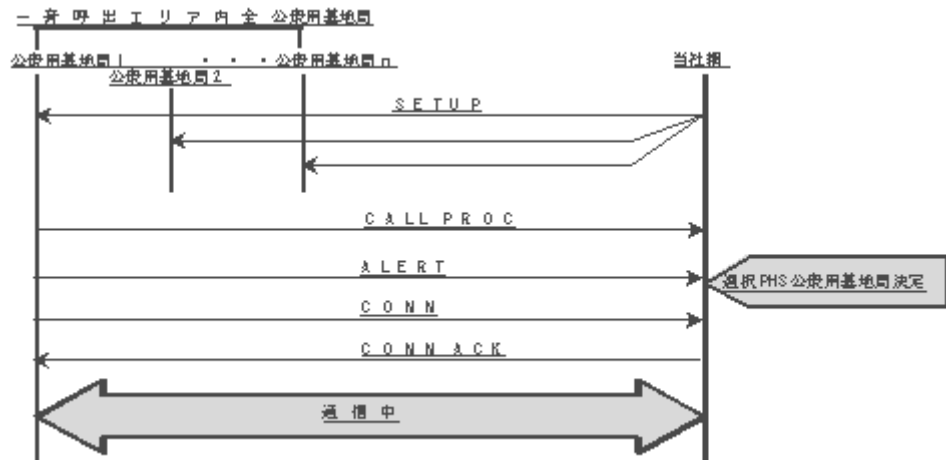 一斉呼出エリア内全公衆用基地局
公衆用基地局1 ・・・公衆用基地局n
公衆用基地局2
当社網
SETUP
CALL PROC
ALERT
選択PHS公衆用基地局決定
CONN
CONN ACK
通信中